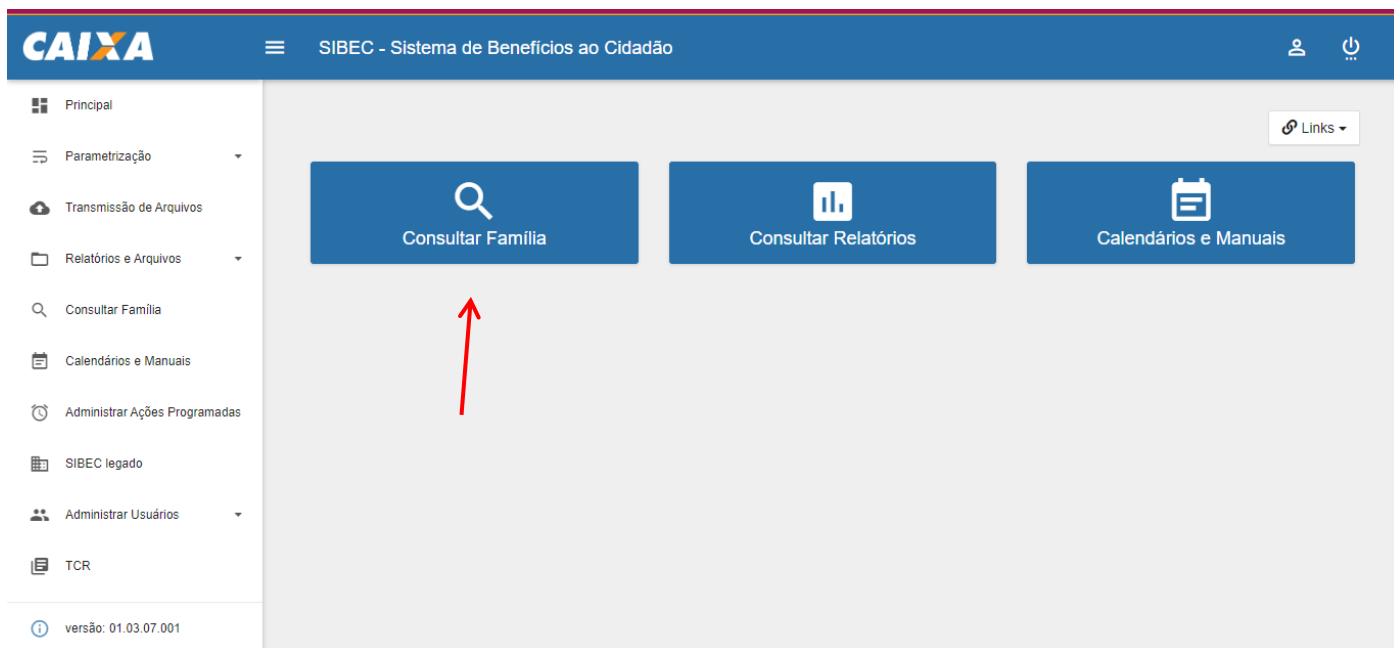 CAIXA
SIBEC - Sistema de Benefícios ao Cidadão
Principal
Parametrização
Transmissão de Arquivos
Relatórios e Arquivos
Consultar Família
Calendários e Manuais
Administrar Ações Programadas
SIBEC legado
Administrar Usuários
TCR
versão: 01.03.07.001
Links
Consultar Família
Consultar Relatórios
Calendários e Manuais